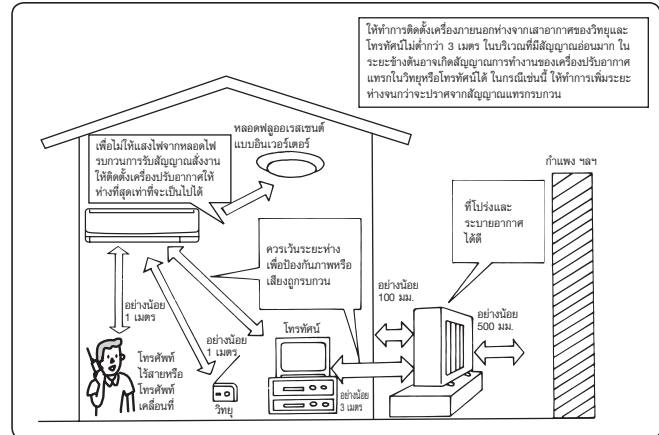 ให้ทำการติดตั้งเครื่องภายนอกห่างจากเสาอากาศของวิทยุและ
โทรทัศน์ไม่ต่ำกว่า 3 เมตร ในบริเวณที่มีสัญญาณอ่อนมาก ใน
ระยะข้างต้นอาจเกิดสัญญาณการทำงานของเครื่องปรับอากาศ
แทรกในวิทยุหรือโทรทัศน์ได้ ในกรณีเช่นนี้ ให้ทำการเพิ่มระยะ
ห่างจนกว่าจะปราศจากสัญญาณแทรกรบกวน
หลอดฟลูออเรสเซนต์
แบบอินเวอร์เตอร์
เพื่อไม่ให้แสงไฟจากหลอดไฟ
รบกวนการรับสัญญาณสั่งงาน
ให้ติดตั้งเครื่องปรับอากาศให้
ห่างที่สุดเท่าที่จะเป็นไปได้
กำแพง ฯลฯ
ที่โปร่งและ
ระบายอากาศ
ได้ดี
ควรเว้นระยะห่าง
เพื่อป้องกันภาพหรือ
เสียงถูกรบกวน
อย่างน้อย
100 มม.
อย่างน้อย
500 มม.
อย่างน้อย
1 เมตร
อย่างน้อย
1 เมตร
โทรทัศน์
โทรศัพท์
ไร้สายหรือ
โทรศัพท์
เคลื่อนที่
วิทยุ
อย่างน้อย
3 เมตร